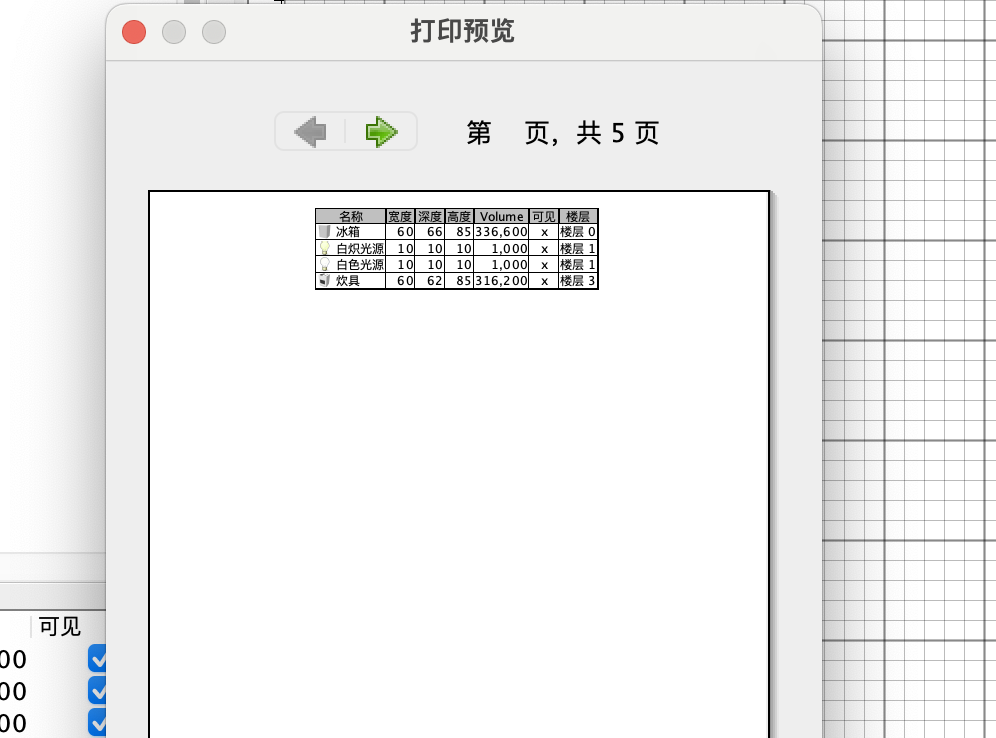 打印预览
第 页, 共 5 页
名称 宽度 深度 高度 Volume 可见 楼层
冰箱 60 66 85 336,600 x 楼层 0
白炽光源 10 10 10 1,000 x 楼层 1
白色光源 10 10 10 1,000 x 楼层 1
炊具 60 62 85 316,200 x 楼层 3
可见
00
00
00